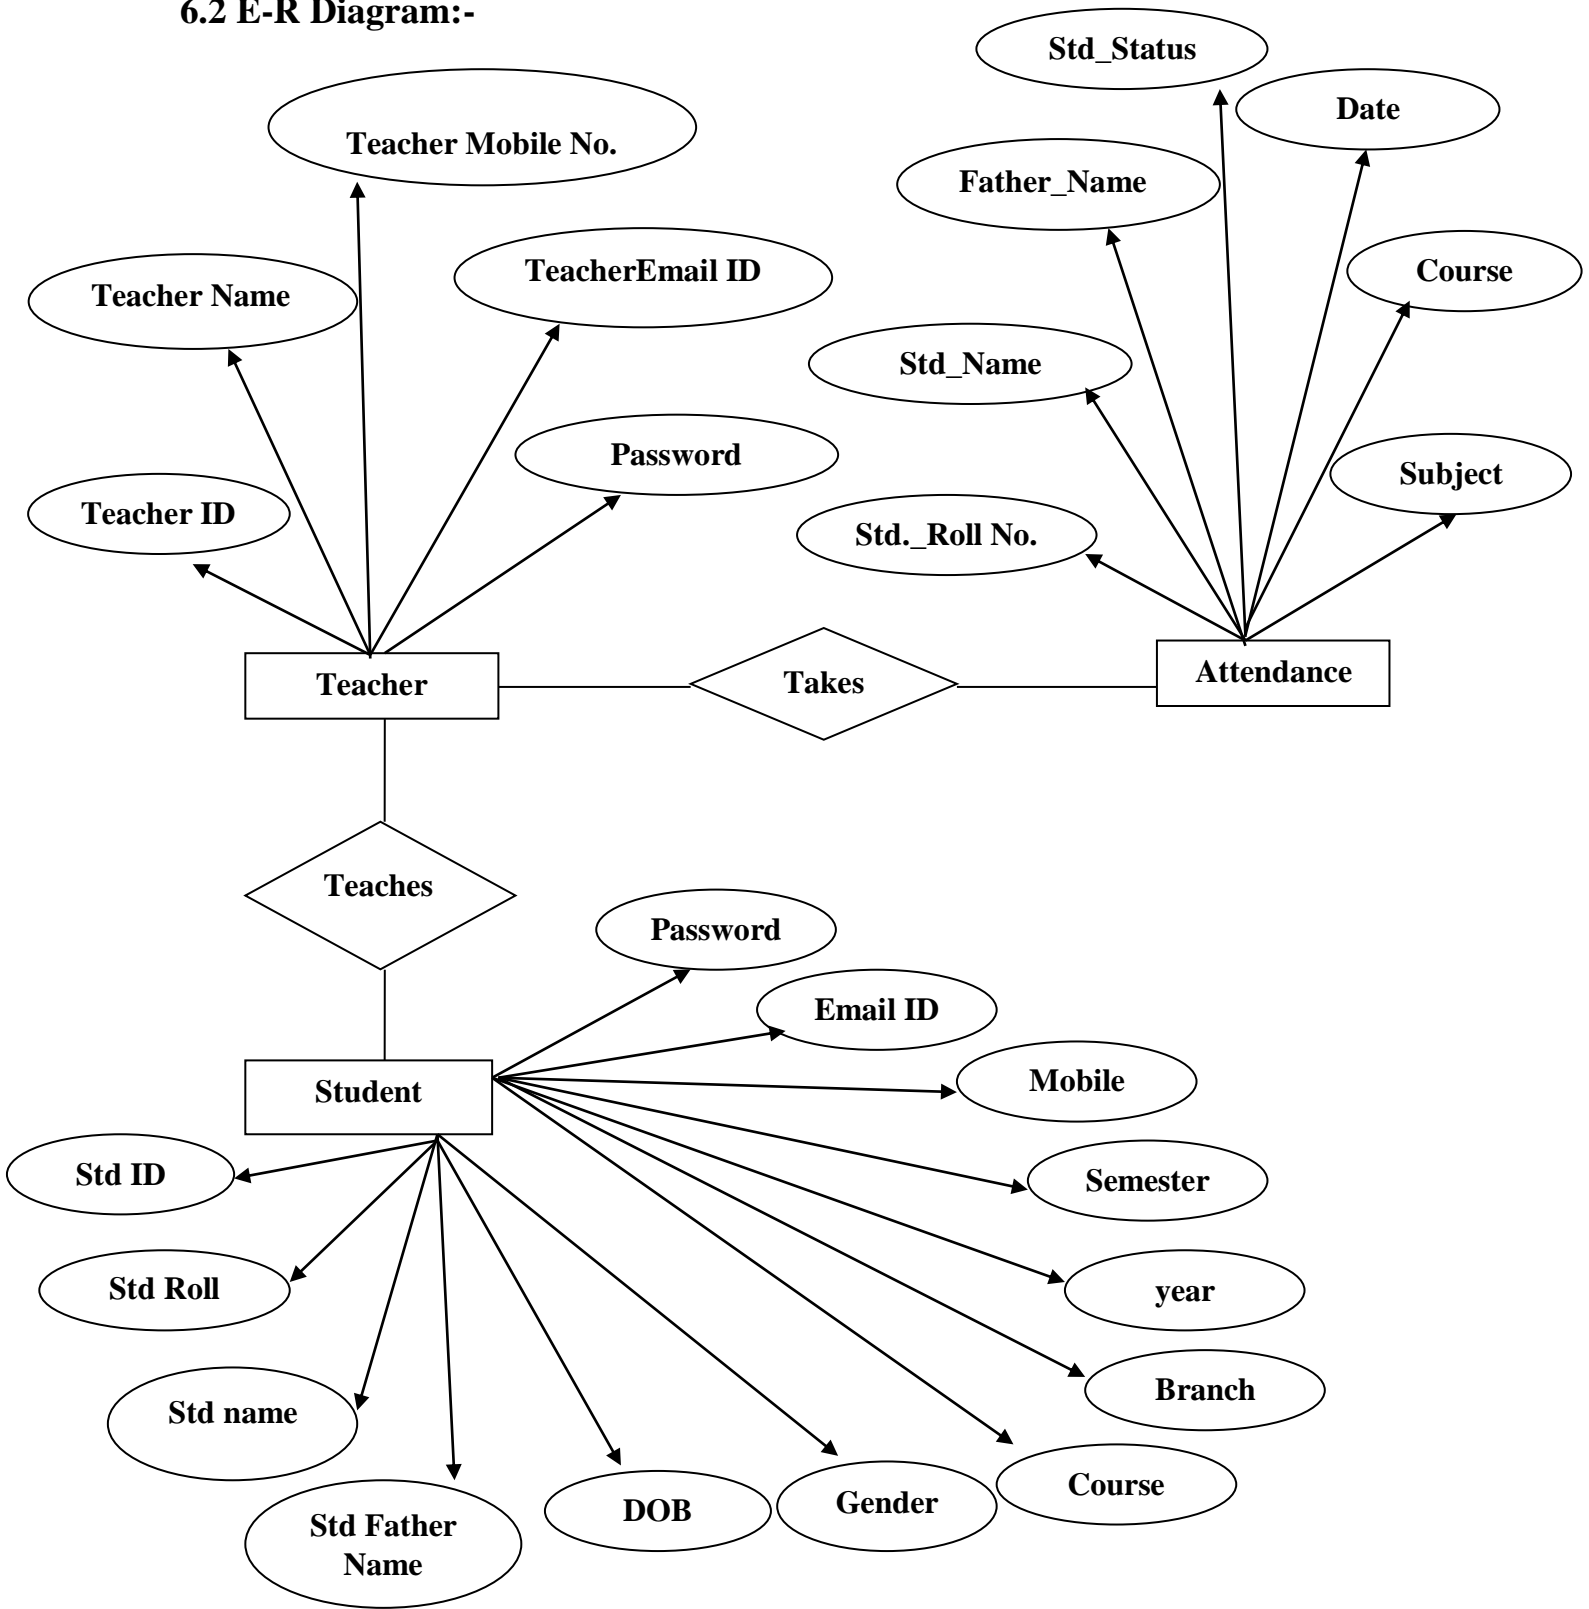 6.2 E-R Diagram:-
Std_Status
Date
Teacher Mobile No.
Father_Name
TeacherEmail ID
Course
Teacher Name
Std_Name
Password
Subject
Teacher ID
Std._Roll No.
Teacher
Takes
Attendance
Teaches
Password
Email ID
Mobile
Student
Std ID
Semester
Std Roll
year
Branch
Std name
Course
Gender
DOB
Std Father
Name